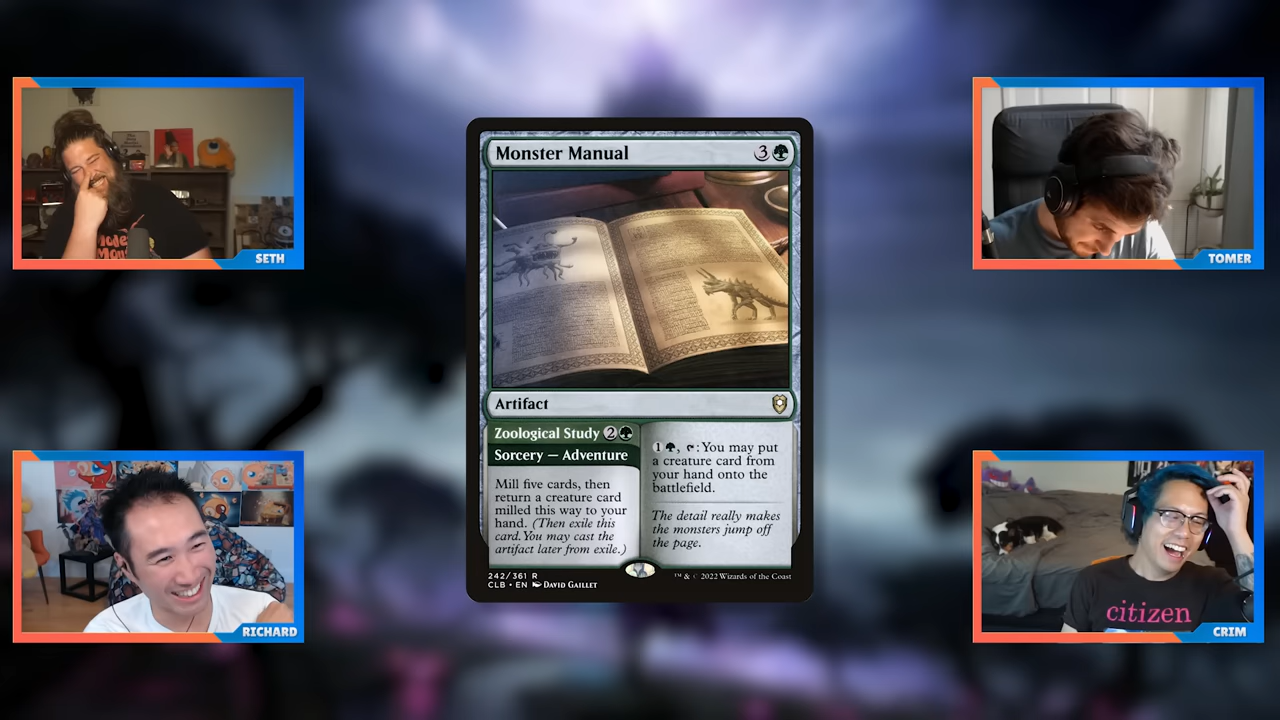 SETH
RICHARD
Monster Manual 3
Artifact
Zoological Study 2
Sorcery — Adventure
Mill five cards, then
return a creature card
milled this way to your
hand. (Then exile this
card. You may cast the
artifact later from exile.)
1, : You may put
a creature card from
your hand onto the
battlefield.
The detail really makes
the monsters jump off
the page.
242/361 R
CLB • EN DAVID GAILLET
™ & © 2022 Wizards of the Coast
TOMER
citizen
CRIM